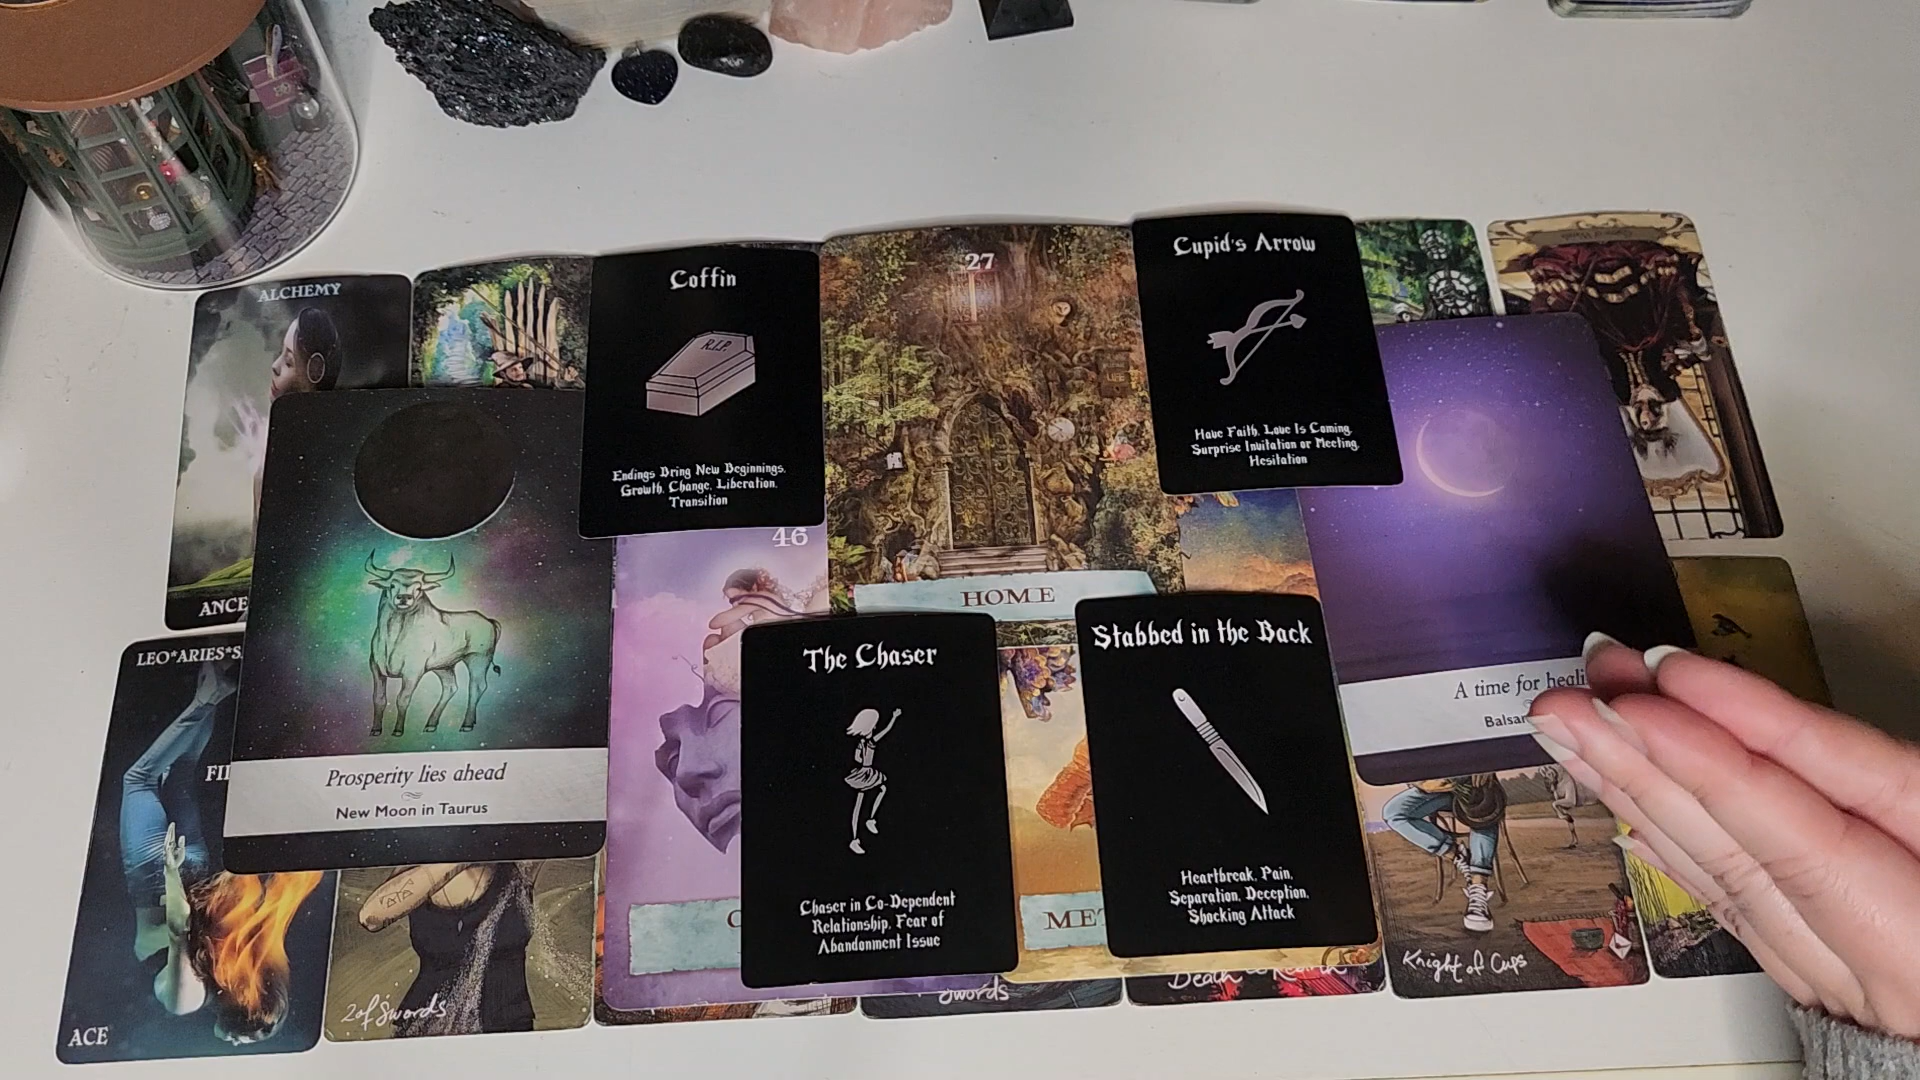 ALCHEMY
Coffin
R.I.P.
Endings Bring New Beginnings,
Growth, Change, Liberation,
Transition
27
LIFE
HOME
Cupid's Arrow
Have Faith, Love Is Coming,
Surprise Invitation or Meeting,
Hesitation
ANCE
LEO*ARIES*S
FI
ACE
Prosperity lies ahead
New Moon in Taurus
2 of Swords
46
C
The Chaser
Chaser in Co-Dependent
Relationship, Fear of
Abandonment Issue
MET
Swords
Stabbed in the Back
Heartbreak, Pain,
Separation, Deception,
Shocking Attack
Death
Rebirth
A time for heali
Balsa
Knight of Cups